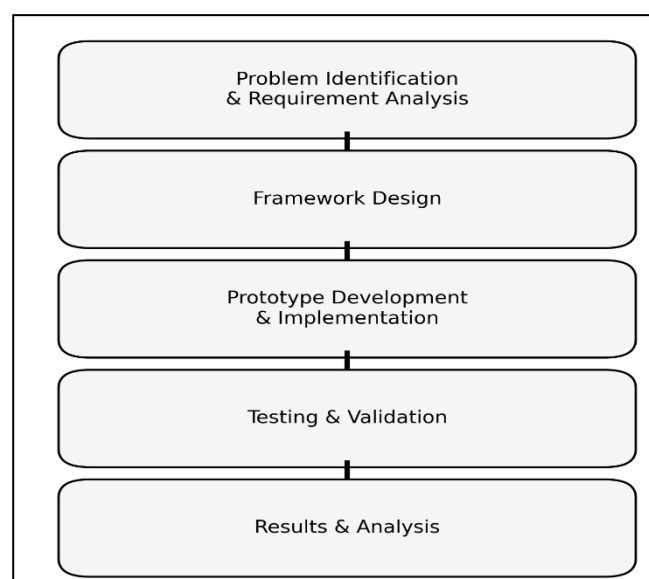 Problem Identification
& Requirement Analysis
Framework Design
Prototype Development
& Implementation
Testing & Validation
Results & Analysis